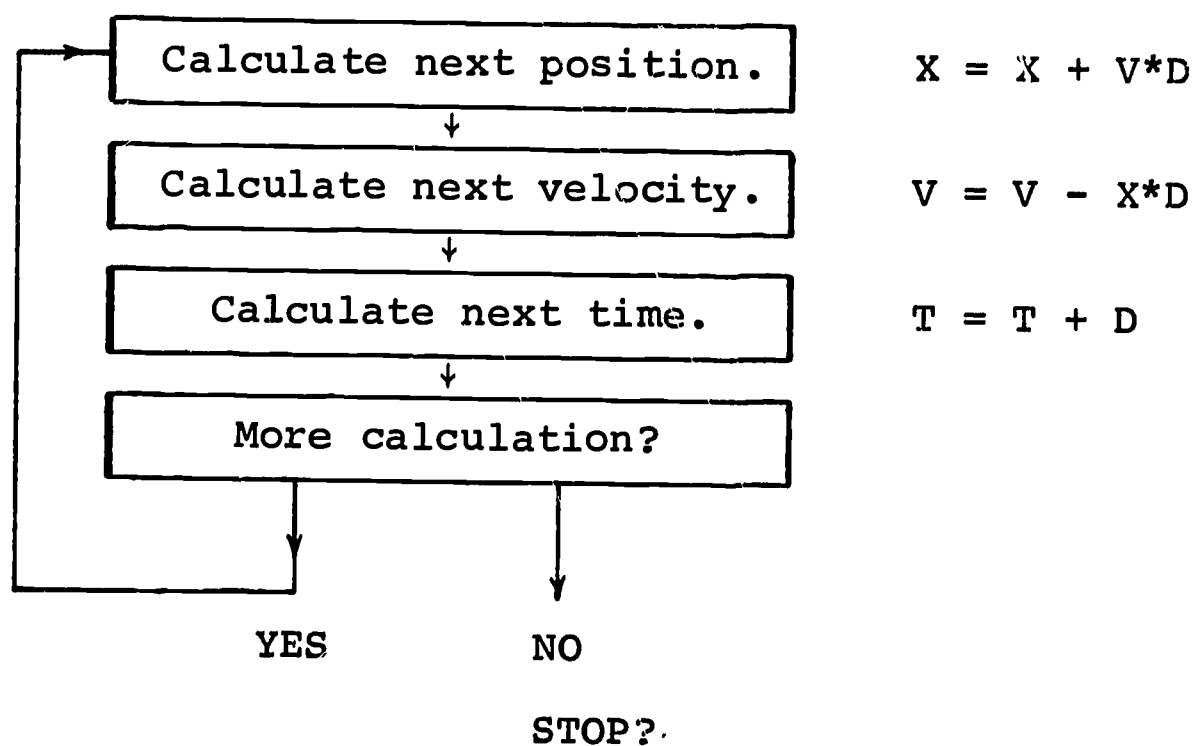 Calculate next position. X = X + V*D
Calculate next velocity. V = V - X*D
Calculate next time. T = T + D
More calculation?
YES NO
STOP?